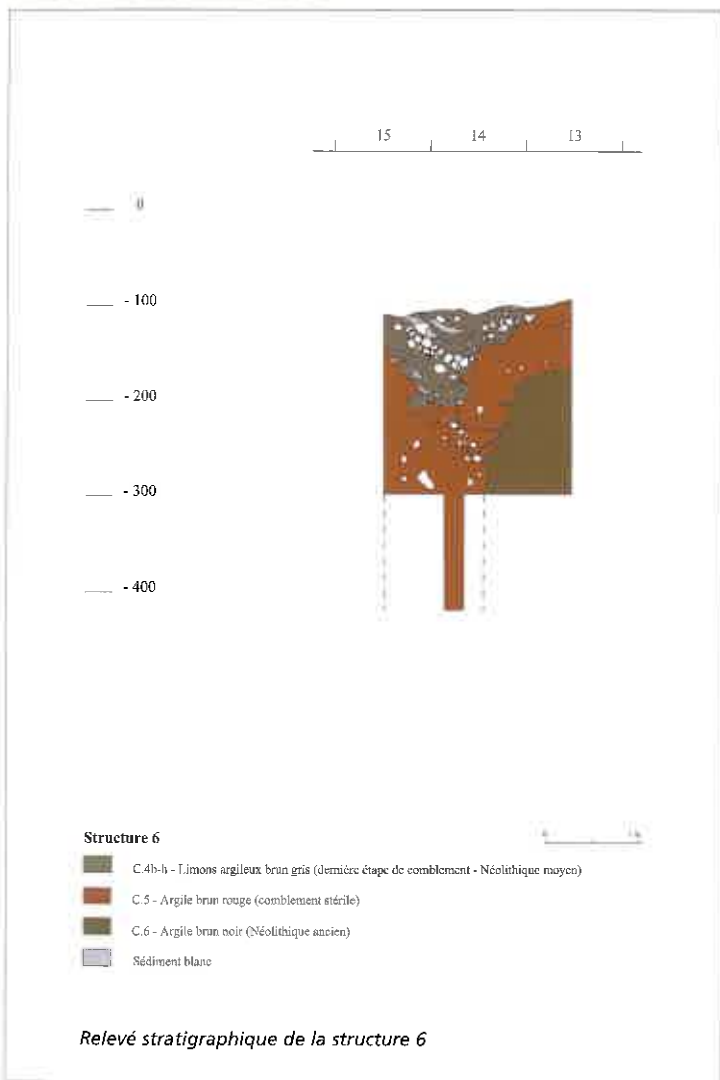 15 14 13
0
- 100
- 200
- 300
- 400
Structure 6
C.4b-h - Limons argileux brun gris (dernière étape de comblement - Néolithique moyen)
C.5 - Argile brun rouge (comblement stérile)
C.6 - Argile brun noir (Néolithique ancien)
Sédiment blanc
Relevé stratigraphique de la structure 6